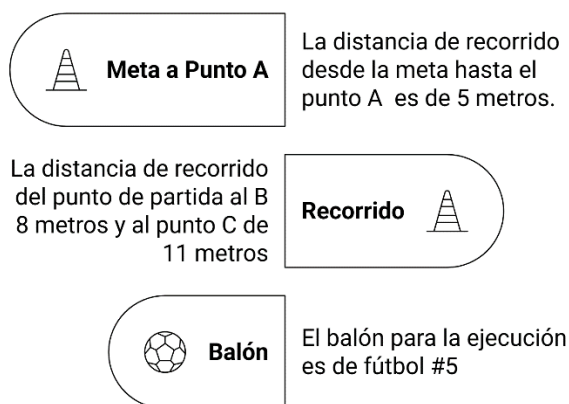 Meta a Punto A
La distancia de recorrido
desde la meta hasta el
punto A es de 5 metros.
La distancia de recorrido
del punto de partida al B
8 metros y al punto C de
11 metros
Recorrido
Balón
El balón para la ejecución
es de fútbol #5